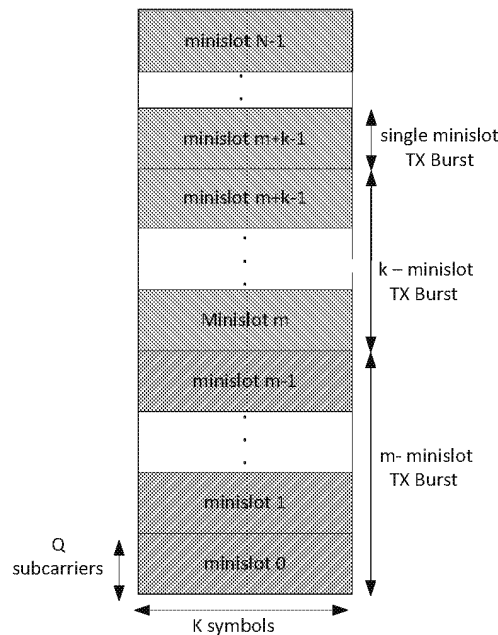 minislot N-1
minislot m+k-1
single minislot
TX Burst
minislot m+k-1
k – minislot
TX Burst
Minislot m
minislot m-1
m- minislot
TX Burst
minislot 1
Q
subcarriers
minislot 0
K symbols